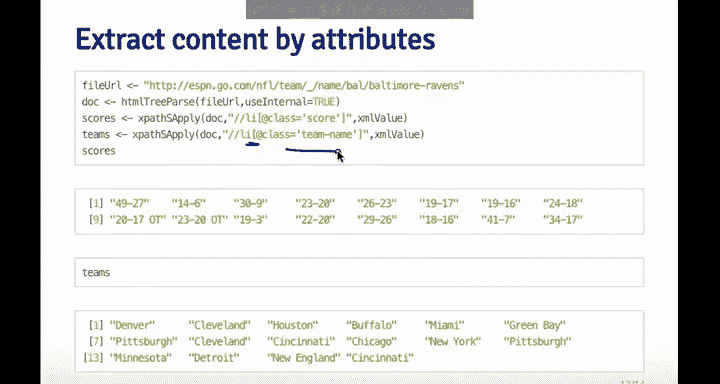 Extract content by attributes
fileUrl <- "http://espn.go.com/nfl/team/_/name/bal/baltimore-ravens"
doc <- htmlTreeParse(fileUrl,useInternal=TRUE)
scores <- xpathSApply(doc,"//li[@class='score']",xmlValue)
teams <- xpathSApply(doc,"//li[@class='team-name']",xmlValue)
scores
[1] "49-27" "14-6" "30-9" "23-20" "26-23" "19-17" "19-16" "24-18"
[9] "20-17 OT" "23-20 OT" "19-3" "22-20" "29-26" "18-16" "41-7" "34-17"
teams
[1] "Denver" "Cleveland" "Houston" "Buffalo" "Miami" "Green Bay"
[7] "Pittsburgh" "Cleveland" "Cincinnati" "Chicago" "New York" "Pittsburgh"
[13] "Minnesota" "Detroit" "New England" "Cincinnati"